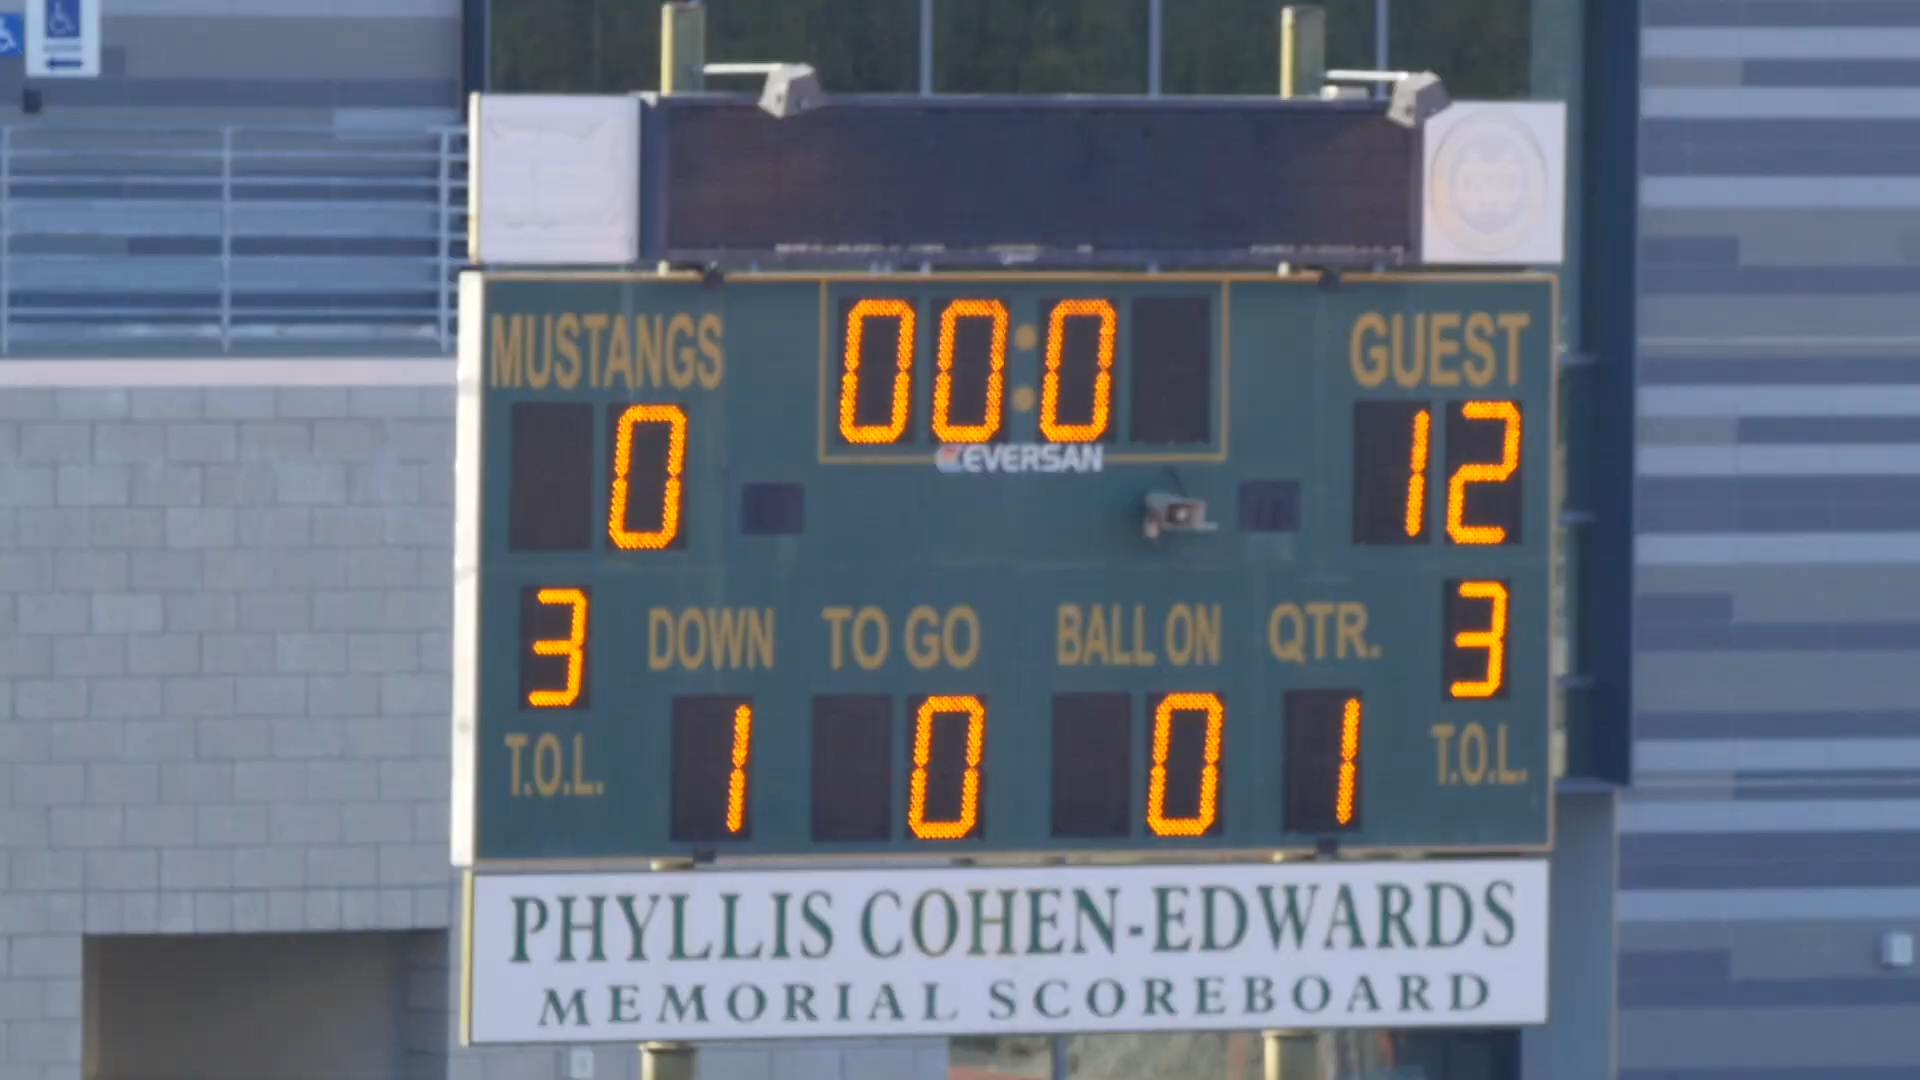 MUSTANGS 00 0:0 GUEST
EVERSAN
0 12
3 3
DOWN TO GO BALL ON QTR.
1 0 0 1
T.O.L. T.O.L.
PHYLLIS COHEN-EDWARDS
MEMORIAL SCOREBOARD